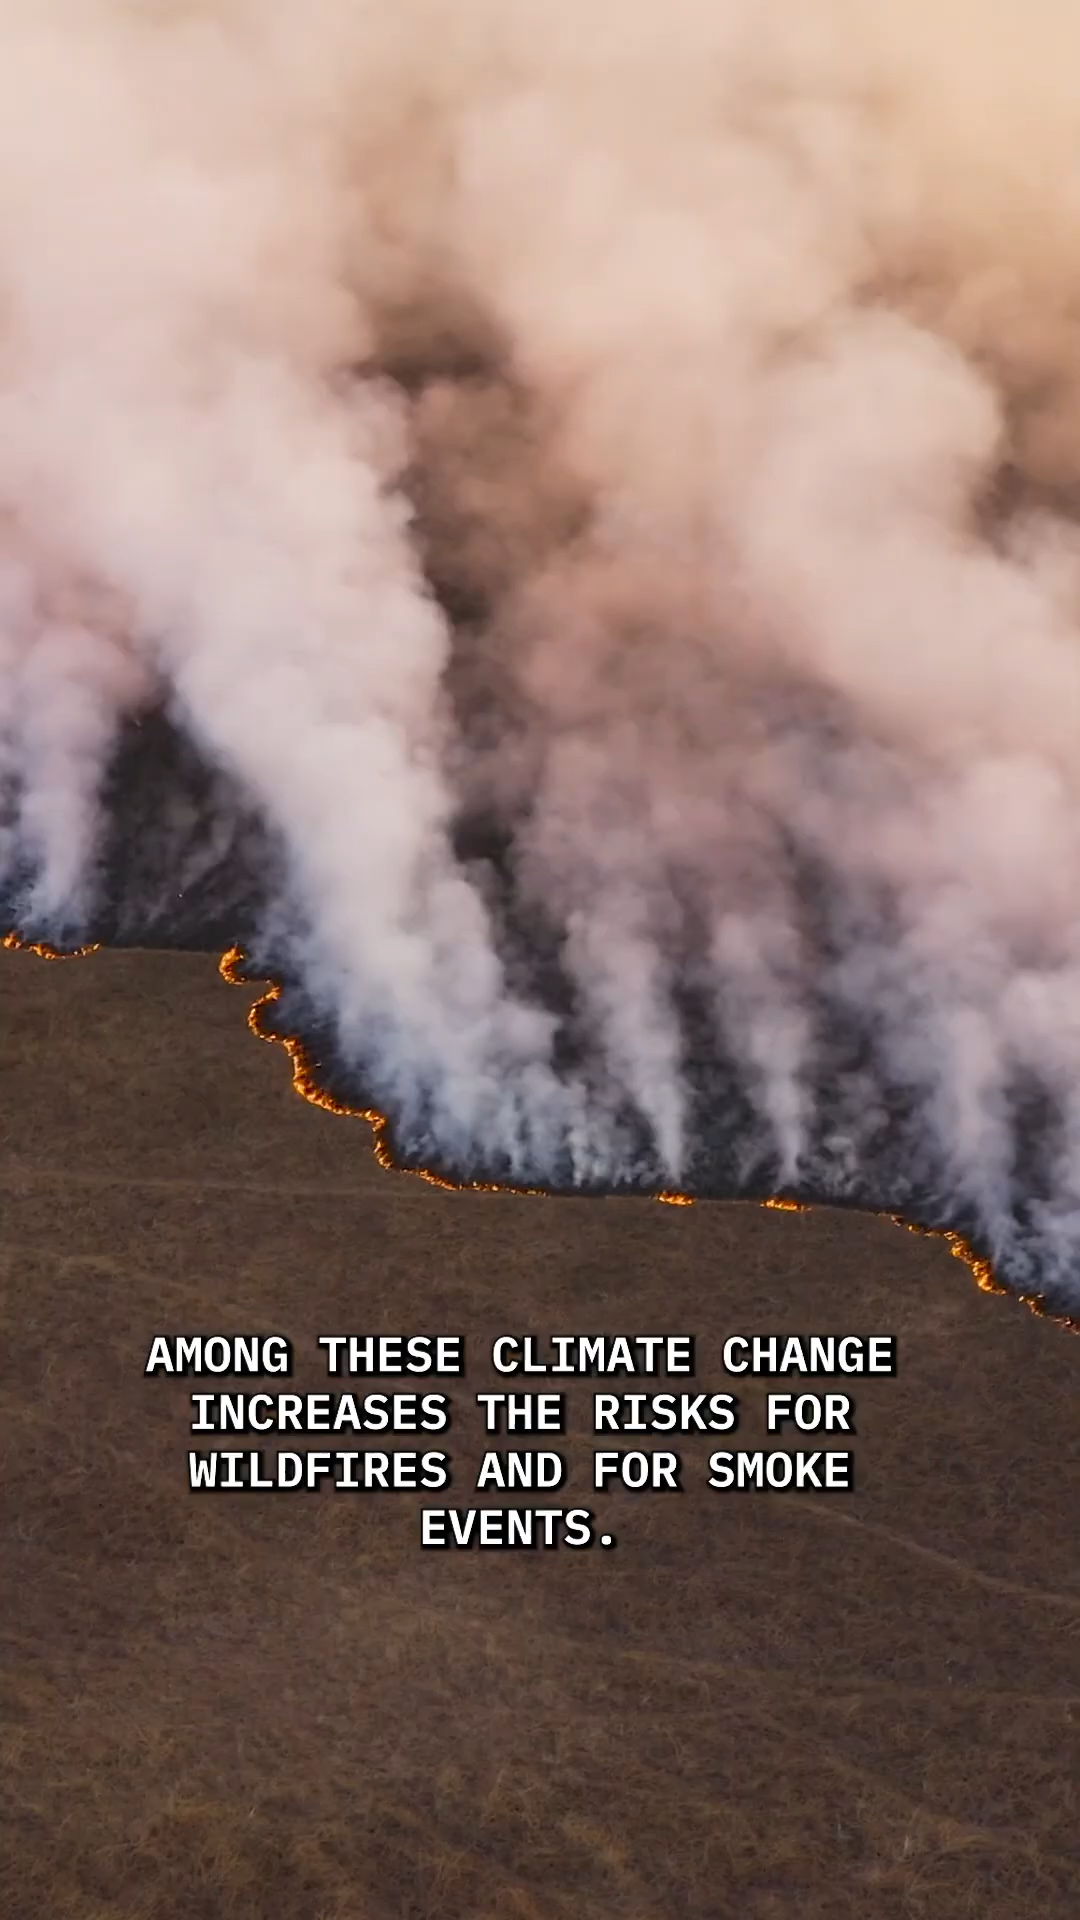 AMONG THESE CLIMATE CHANGE
INCREASES THE RISKS FOR
WILDFIRES AND FOR SMOKE
EVENTS.